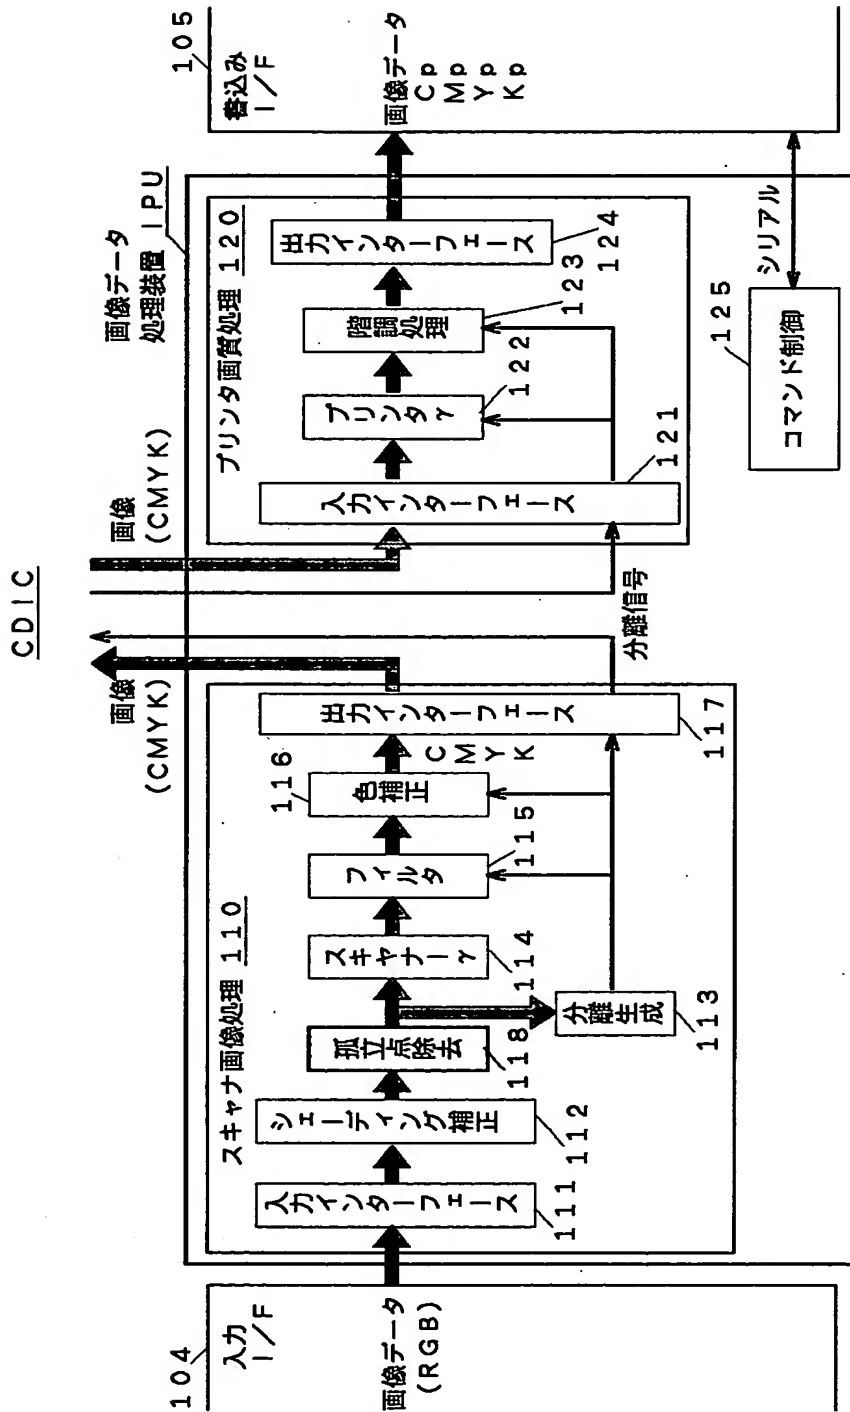 104
入力
I/F
画像データ
(RGB)
スキャナ画像処理 110
入力インターフェース
111
シェーディング補正
112
孤立点除去
118
分離生成
113
スキャナーγ
114
フィルタ
115
116
色補正
C
M
Y
K
出力インターフェース
117
画像
(CMYK)
CDIC
分離信号
画像
(CMYK)
画像データ
処理装置 IPU
プリンタ画質処理 120
入力インターフェース
121
プリンタγ
122
階調処理
123
出力インターフェース
124
125
コマンド制御
シリアル
105
書込み
I/F
画像データ
Cp
Mp
Yp
Kp